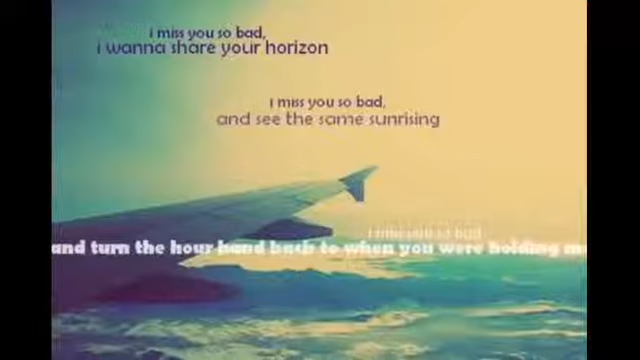 i miss you so bad,
i wanna share your horizon
i miss you so bad,
and see the same sunrising
i miss you so bad
and turn the hour hand back to when you were holding me